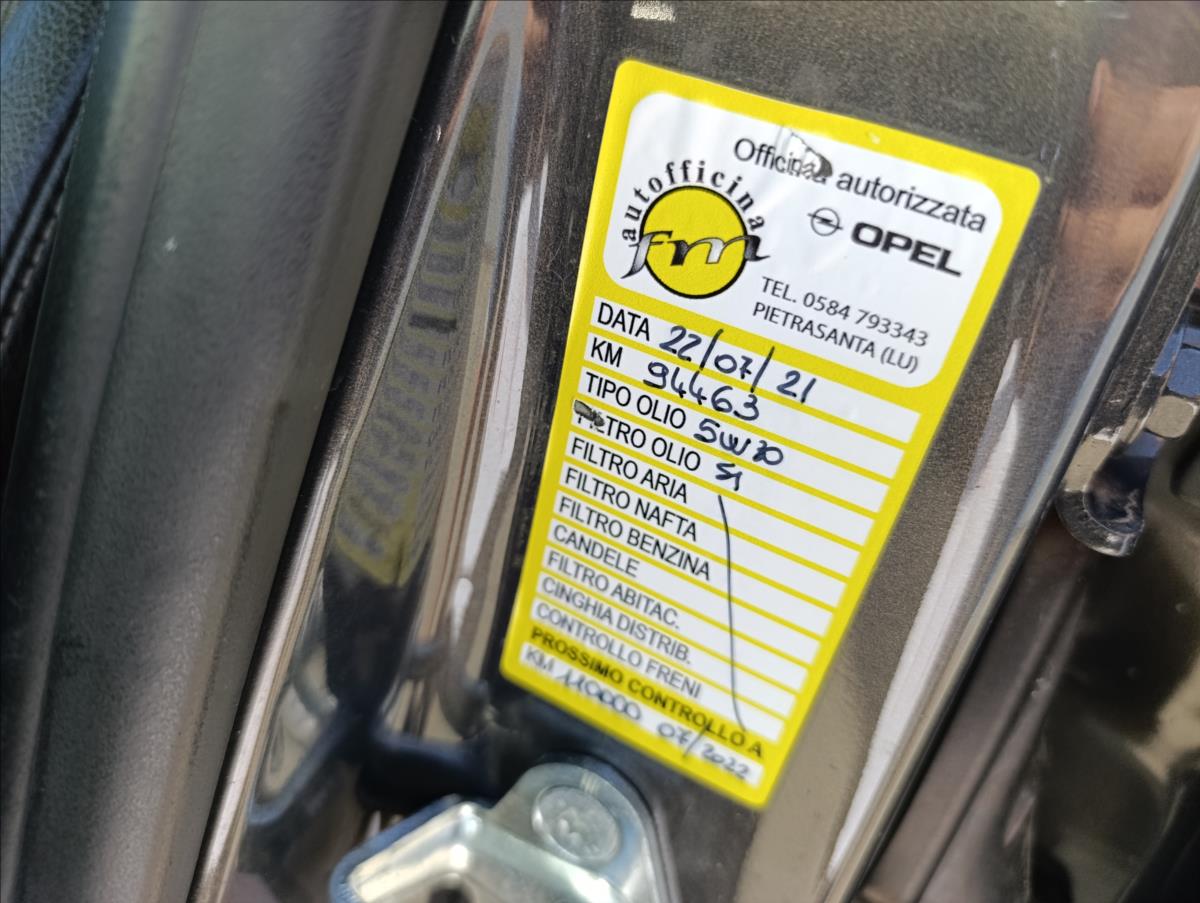 Officina autorizzata
autofficina
fm
OPEL
TEL. 0584 793343
PIETRASANTA (LU)
DATA 22/07/21
KM 94463
TIPO OLIO 5W30
FILTRO OLIO SI
FILTRO ARIA
FILTRO NAFTA
FILTRO BENZINA
CANDELE
FILTRO ABITAC.
CINGHIA DISTRIB.
CONTROLLO FRENI
PROSSIMO CONTROLLO A
KM 110000 07/2022